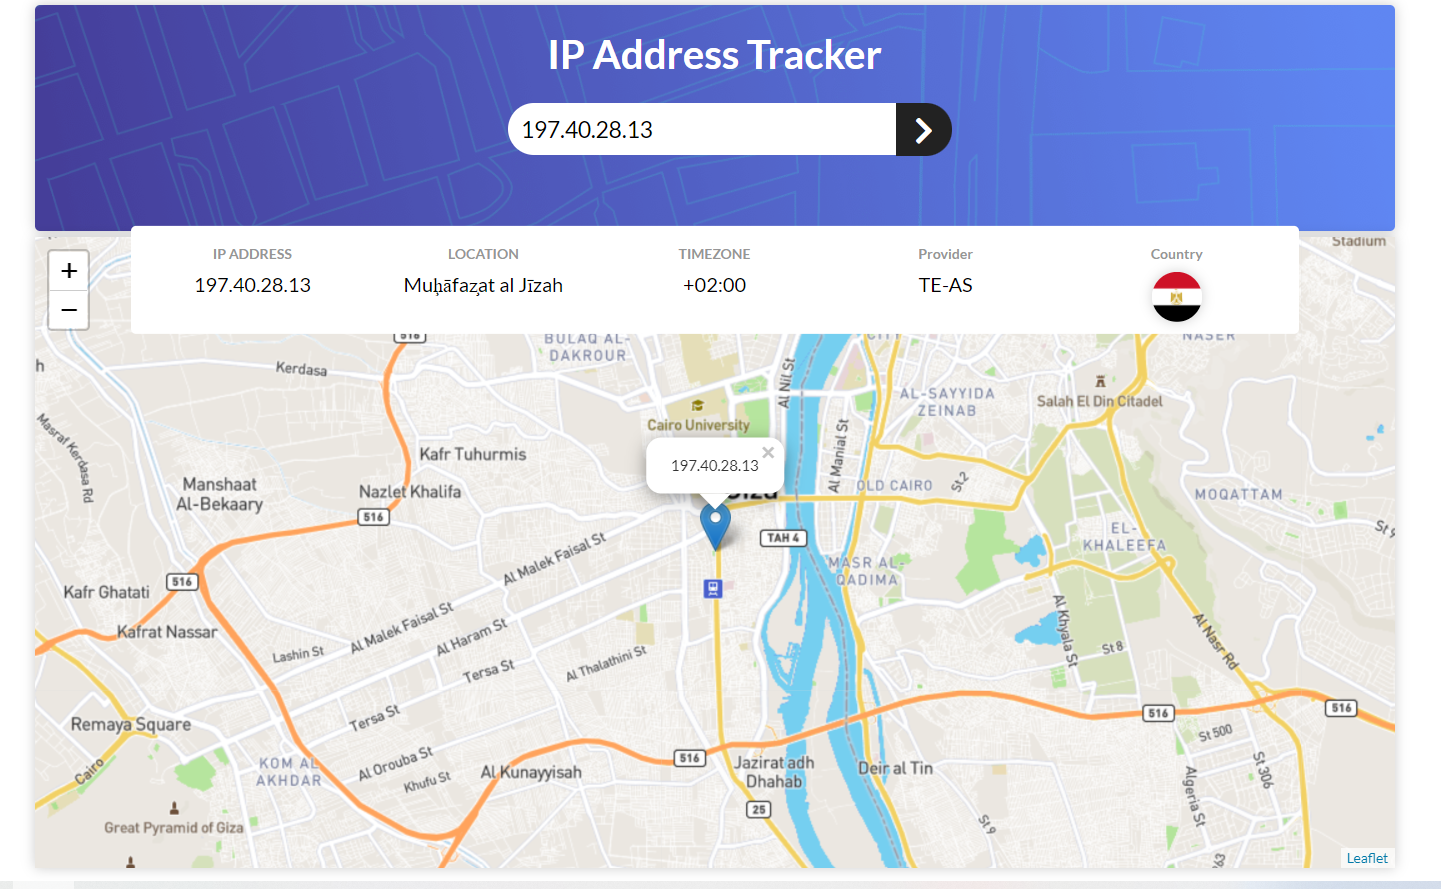 IP Address Tracker
197.40.28.13
IP ADDRESS
197.40.28.13
LOCATION
Muḩāfaz̧at al Jīzah
TIMEZONE
+02:00
Provider
TE-AS
Country
+
−
Stadium
516
BULAQ AL-
DAKROUR
CITY
NASER
h
Kerdasa
Al Nil St
AL-SAYYIDA
ZEINAB
Salah El Din Citadel
Cairo University
Masraf Kerdasa Rd
Kafr Tuhurmis
197.40.28.13
×
Al Manial St
Manshaat
Al-Bekaary
Nazlet Khalifa
516
Giza
OLD CAIRO
St 2
MOQATTAM
TAH 4
EL-
KHALEEFA
St 9
Al Malek Faisal St
MASR AL-
QADIMA
516
Kafr Ghatati
Kafrat Nassar
Al Malek Faisal St
Al Haram St
Lashin St
Tersa St
Al Thalathini St
Al Khyala St
St 8
Al Nasr Rd
Tersa St
Remaya Square
516
516
St 500
KOM AL
AKHDAR
Al Orouba St
Khufu St
Al Kunayyisah
516
Jazirat adh
Dhahab
Deir al Tin
Cairo
St 306
Algeria St
25
Great Pyramid of Giza
St 9
63
Leaflet